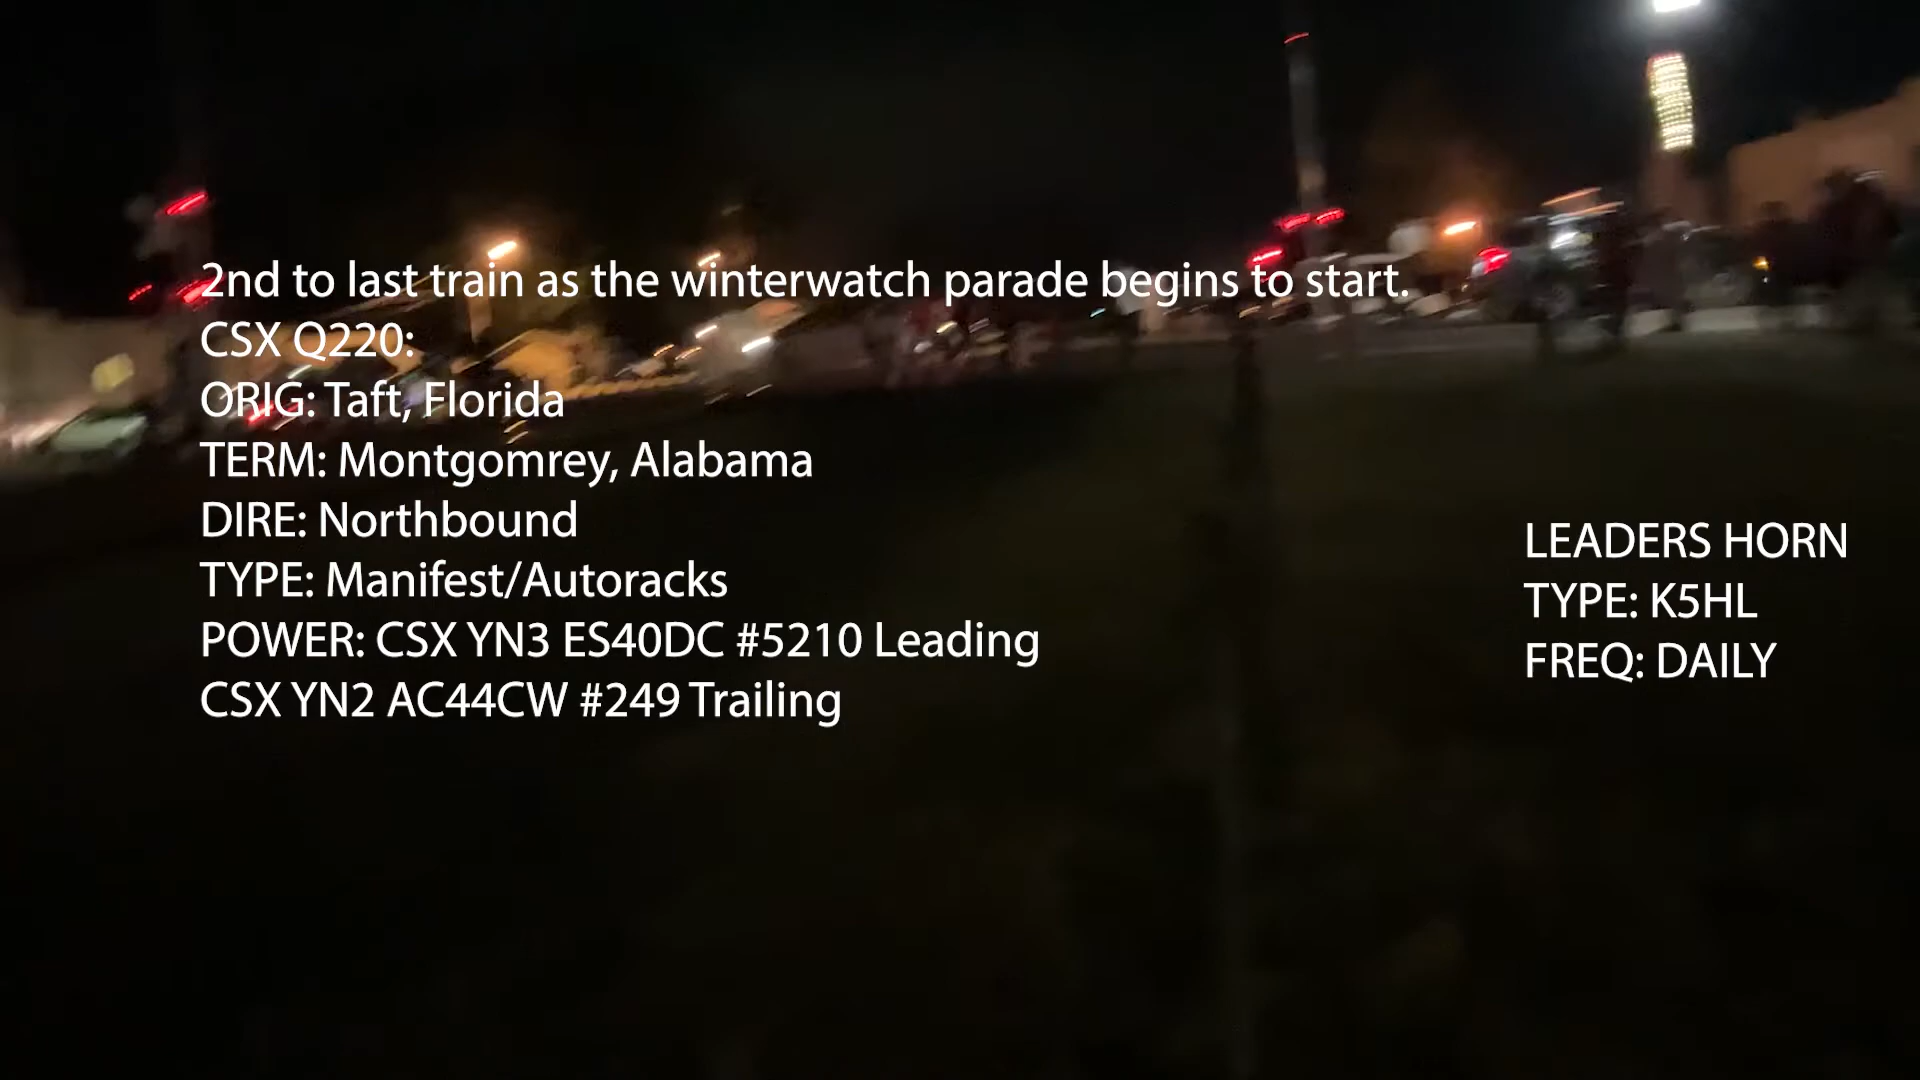 2nd to last train as the winterwatch parade begins to start.
CSX Q220:
ORIG: Taft, Florida
TERM: Montgomrey, Alabama
DIRE: Northbound
TYPE: Manifest/Autoracks
POWER: CSX YN3 ES40DC #5210 Leading
CSX YN2 AC44CW #249 Trailing
LEADERS HORN
TYPE: K5HL
FREQ: DAILY